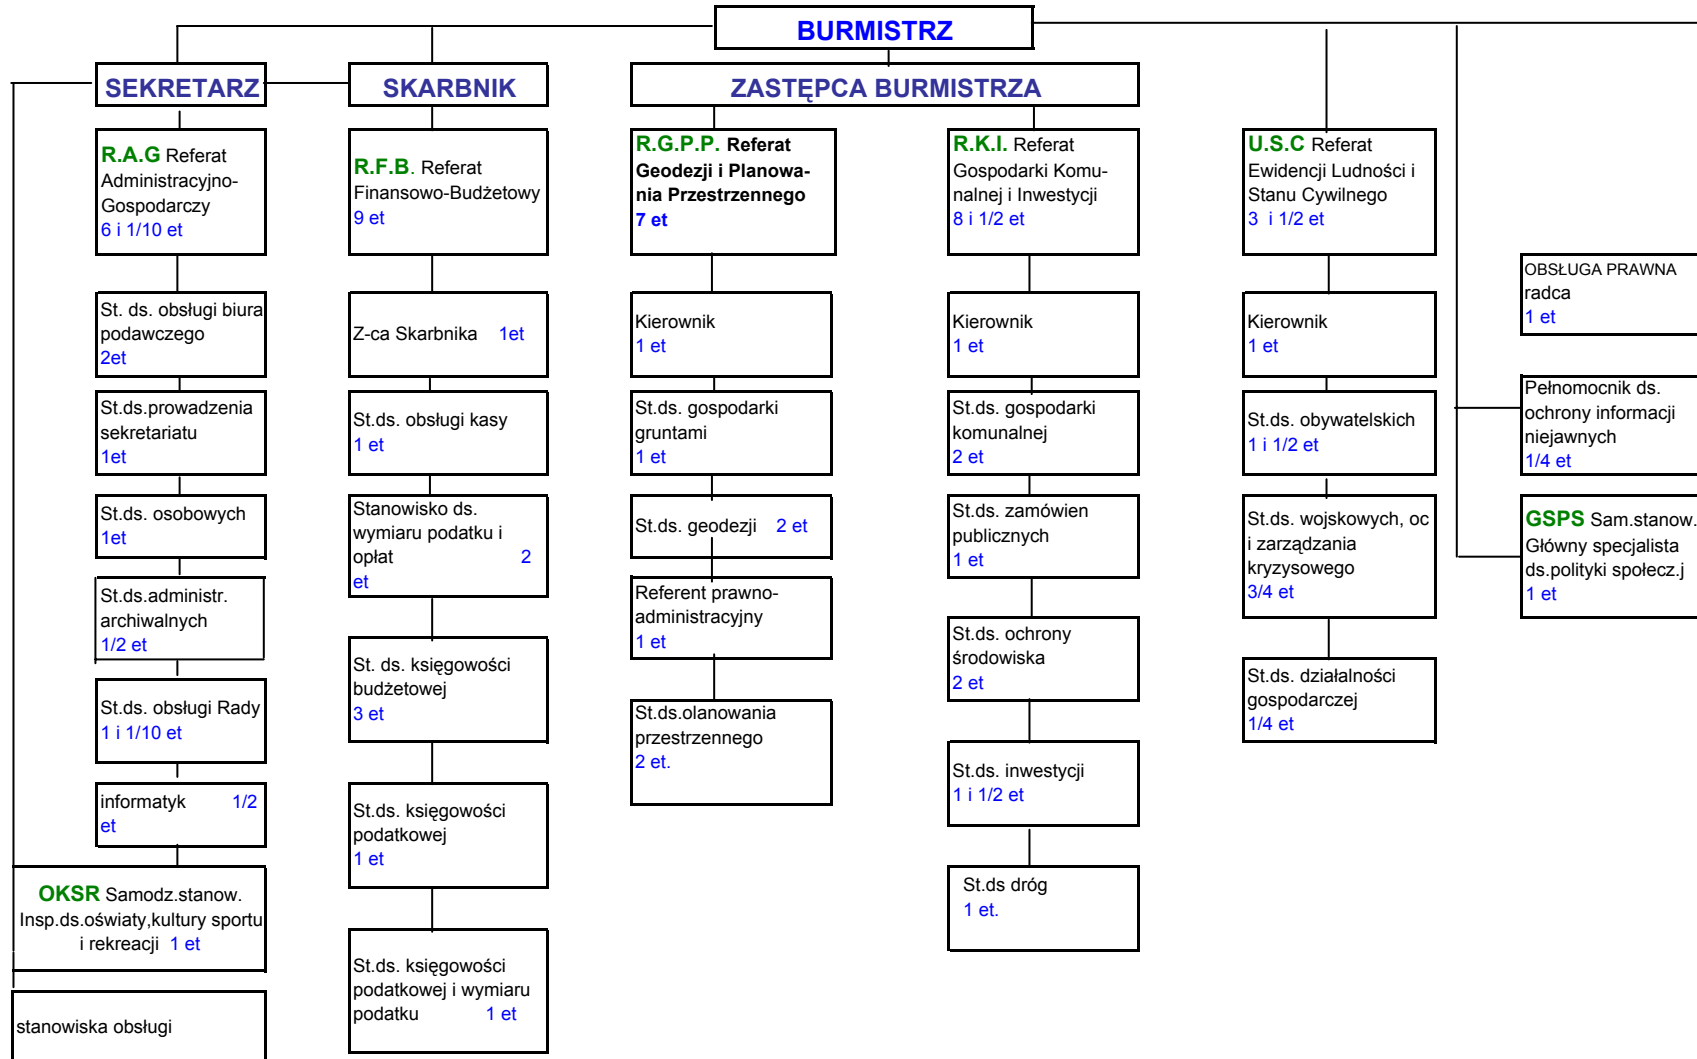 BURMISTRZ
SEKRETARZ
SKARBNIK
ZASTĘPCA BURMISTRZA
R.A.G Referat
Administracyjno-
Gospodarczy
6 i 1/10 et
St. ds. obsługi biura
podawczego
2et
St.ds.prowadzenia
sekretariatu
1et
St.ds. osobowych
1et
St.ds.administr.
archiwalnych
1/2 et
St.ds. obsługi Rady
1 i 1/10 et
informatyk 1/2
et
OKSR Samodz.stanow.
Insp.ds.oświaty,kultury sportu
i rekreacji 1 et
stanowiska obsługi
R.F.B. Referat
Finansowo-Budżetowy
9 et
Z-ca Skarbnika 1et
St.ds. obsługi kasy
1 et
Stanowisko ds.
wymiaru podatku i
opłat 2
et
St. ds. księgowości
budżetowej
3 et
St.ds. księgowości
podatkowej
1 et
St.ds. księgowości
podatkowej i wymiaru
podatku 1 et
R.G.P.P. Referat
Geodezji i Planowa-
nia Przestrzennego
7 et
Kierownik
1 et
St.ds. gospodarki
gruntami
1 et
St.ds. geodezji 2 et
Referent prawno-
administracyjny
1 et
St.ds.olanowania
przestrzennego
2 et.
R.K.I. Referat
Gospodarki Komu-
nalnej i Inwestycji
8 i 1/2 et
Kierownik
1 et
St.ds. gospodarki
komunalnej
2 et
St.ds. zamówien
publicznych
1 et
St.ds. ochrony
środowiska
2 et
St.ds. inwestycji
1 i 1/2 et
St.ds dróg
1 et.
U.S.C Referat
Ewidencji Ludności i
Stanu Cywilnego
3 i 1/2 et
Kierownik
1 et
St.ds. obywatelskich
1 i 1/2 et
St.ds. wojskowych, oc
i zarządzania
kryzysowego
3/4 et
St.ds. działalności
gospodarczej
1/4 et
OBSŁUGA PRAWNA
radca
1 et
Pełnomocnik ds.
ochrony informacji
niejawnych
1/4 et
GSPS Sam.stanow.
Główny specjalista
ds.polityki społecz.j
1 et